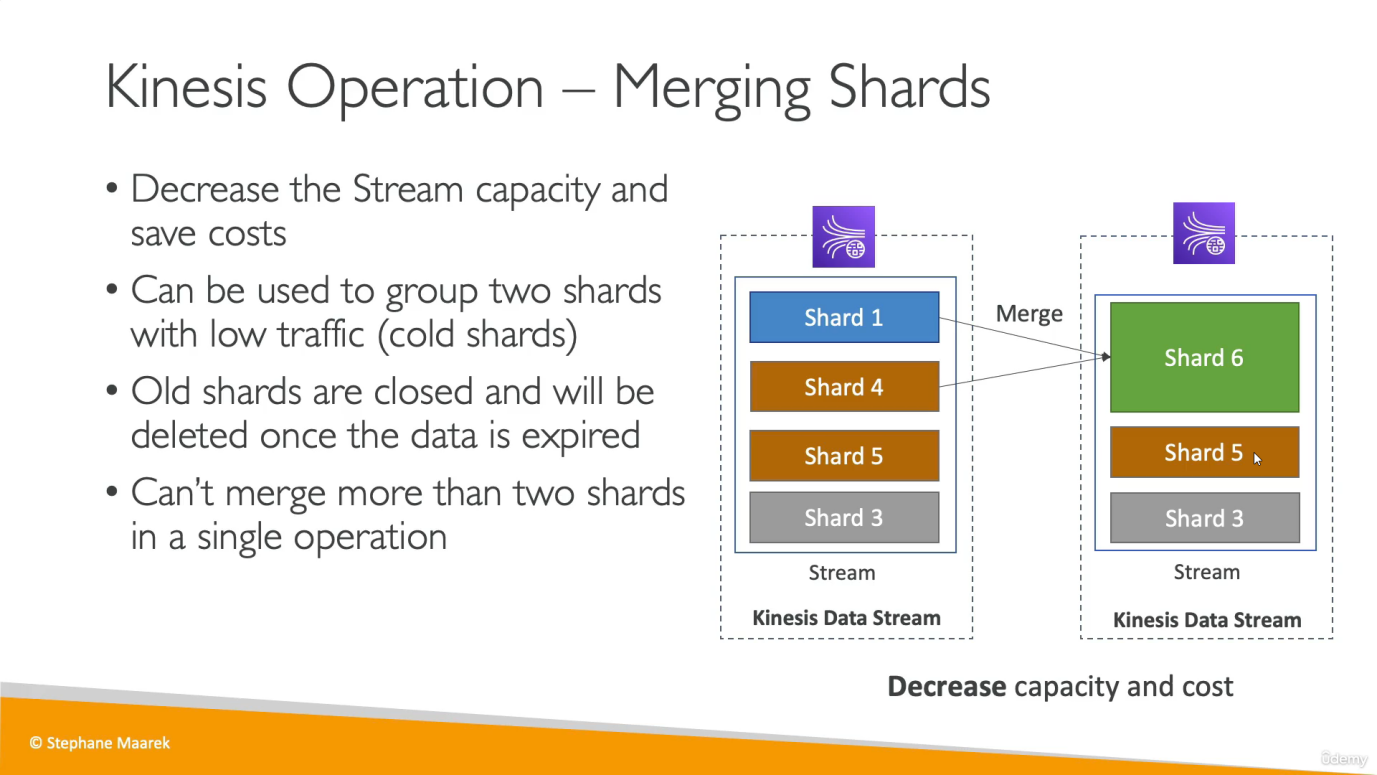 Kinesis Operation – Merging Shards
• Decrease the Stream capacity and
save costs
• Can be used to group two shards
with low traffic (cold shards)
• Old shards are closed and will be
deleted once the data is expired
• Can't merge more than two shards
in a single operation
Shard 1
Shard 4
Shard 5
Shard 3
Stream
Kinesis Data Stream
Merge
Shard 6
Shard 5
Shard 3
Stream
Kinesis Data Stream
Decrease capacity and cost
© Stephane Maarek
ûdemy